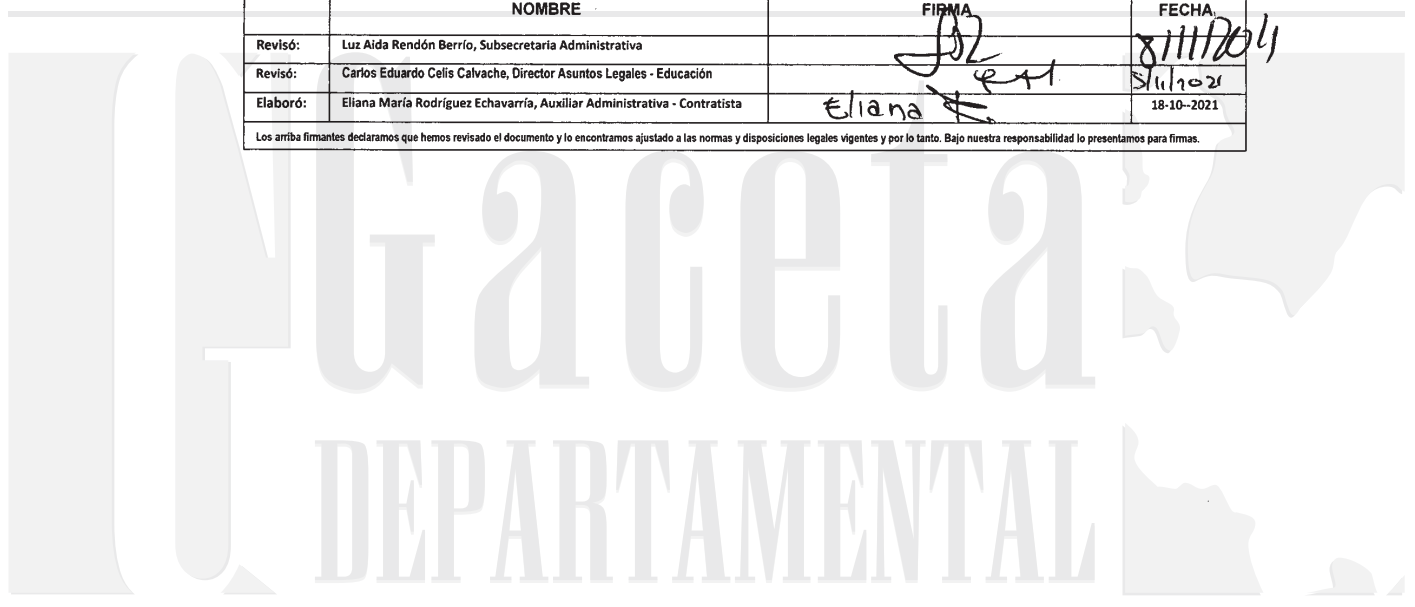 NOMBRE FIRMA FECHA
Revisó: Luz Aida Rendón Berrío, Subsecretaria Administrativa
Revisó: Carlos Eduardo Celis Calvache, Director Asuntos Legales - Educación 5/11/2021
Elaboró: Eliana María Rodríguez Echavarría, Auxiliar Administrativa - Contratista Eliana R. 18-10--2021
Los arriba firmantes declaramos que hemos revisado el documento y lo encontramos ajustado a las normas y disposiciones legales vigentes y por lo tanto. Bajo nuestra responsabilidad lo presentamos para firmas.
Gaceta
DEPARTAMENTAL